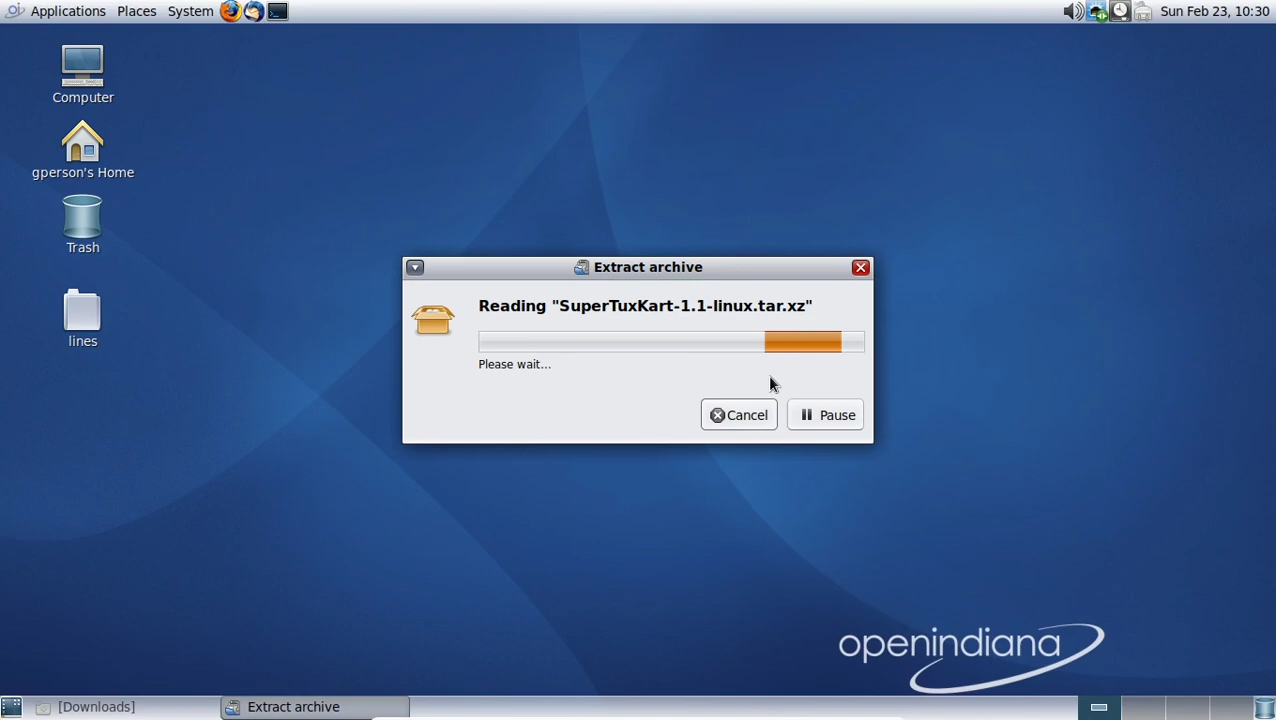 Applications Places System Sun Feb 23, 10:30
Computer
gperson's Home
Trash
lines
Extract archive
Reading "SuperTuxKart-1.1-linux.tar.xz"
Please wait...
Cancel Pause
openindiana
[Downloads] Extract archive